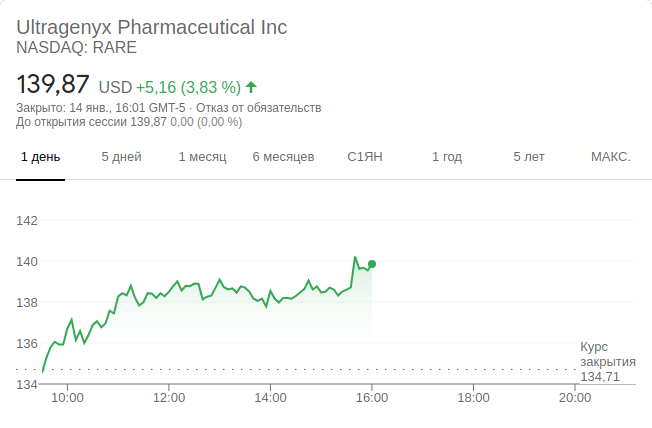 Ultragenyx Pharmaceutical Inc
NASDAQ: RARE
139,87 USD +5,16 (3,83 %)
Закрыто: 14 янв., 16:01 GMT-5 · Отказ от обязательств
До открытия сессии 139,87 0,00 (0,00 %)
1 день 5 дней 1 месяц 6 месяцев С1ЯН 1 год 5 лет МАКС.
142
140
138
136
134
Курс
закрытия
134,71
10:00 12:00 14:00 16:00 18:00 20:00